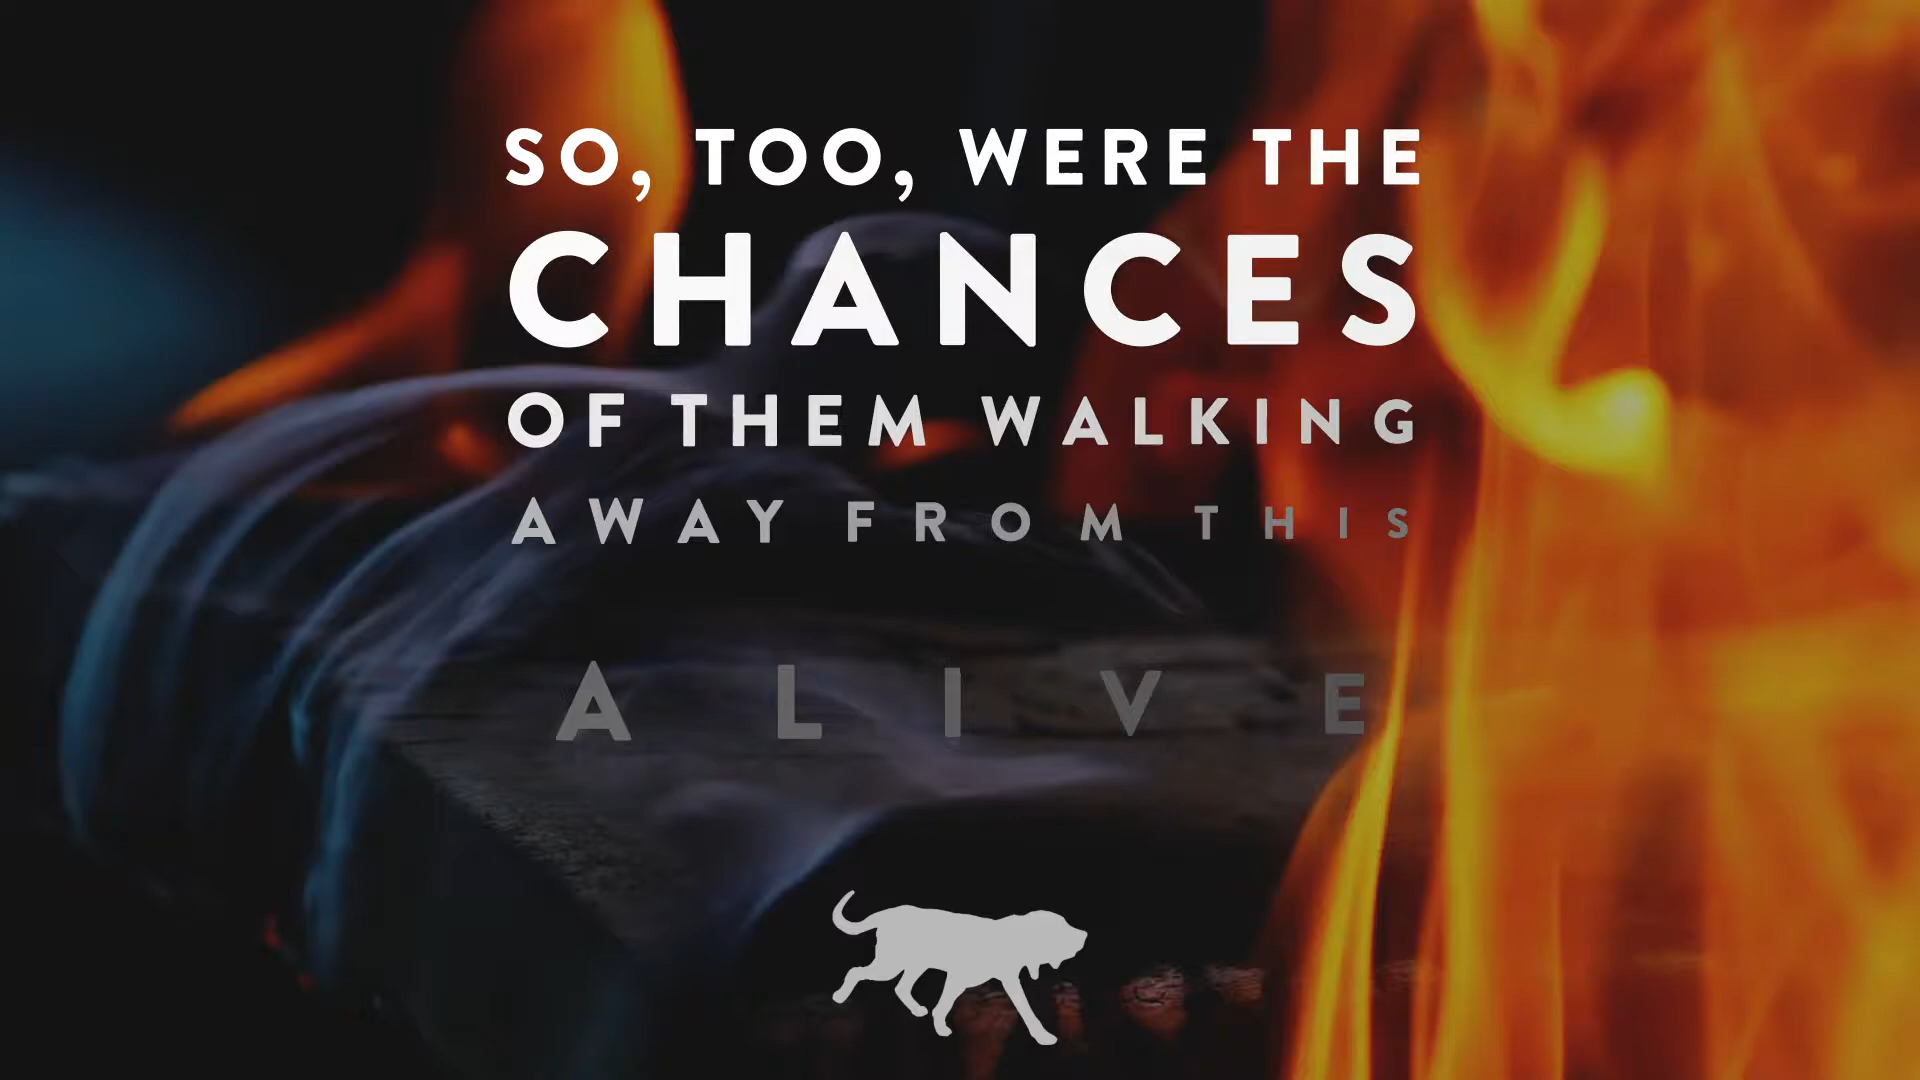 SO, TOO, WERE THE
CHANCES
OF THEM WALKING
AWAY FROM THIS
ALIVE